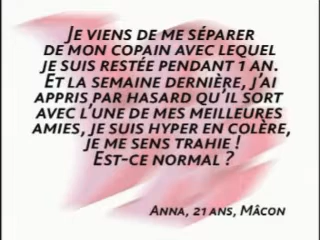 JE VIENS DE ME SÉPARER
DE MON COPAIN AVEC LEQUEL
JE SUIS RESTÉE PENDANT 1 AN.
ET LA SEMAINE DERNIÈRE, J'AI
APPRIS PAR HASARD QU'IL SORT
AVEC L'UNE DE MES MEILLEURES
AMIES, JE SUIS HYPER EN COLÈRE,
JE ME SENS TRAHIE !
EST-CE NORMAL ?
ANNA, 21 ANS, MÂCON